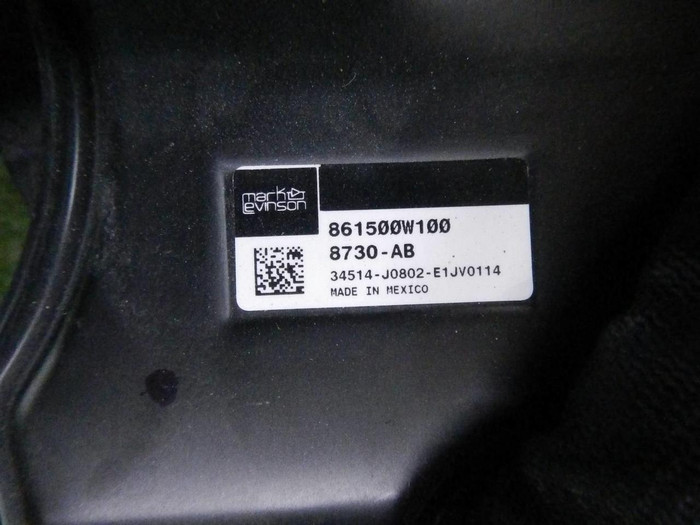 mark
levinson
861500W100
8730-AB
34514-J0802-E1JV0114
MADE IN MEXICO